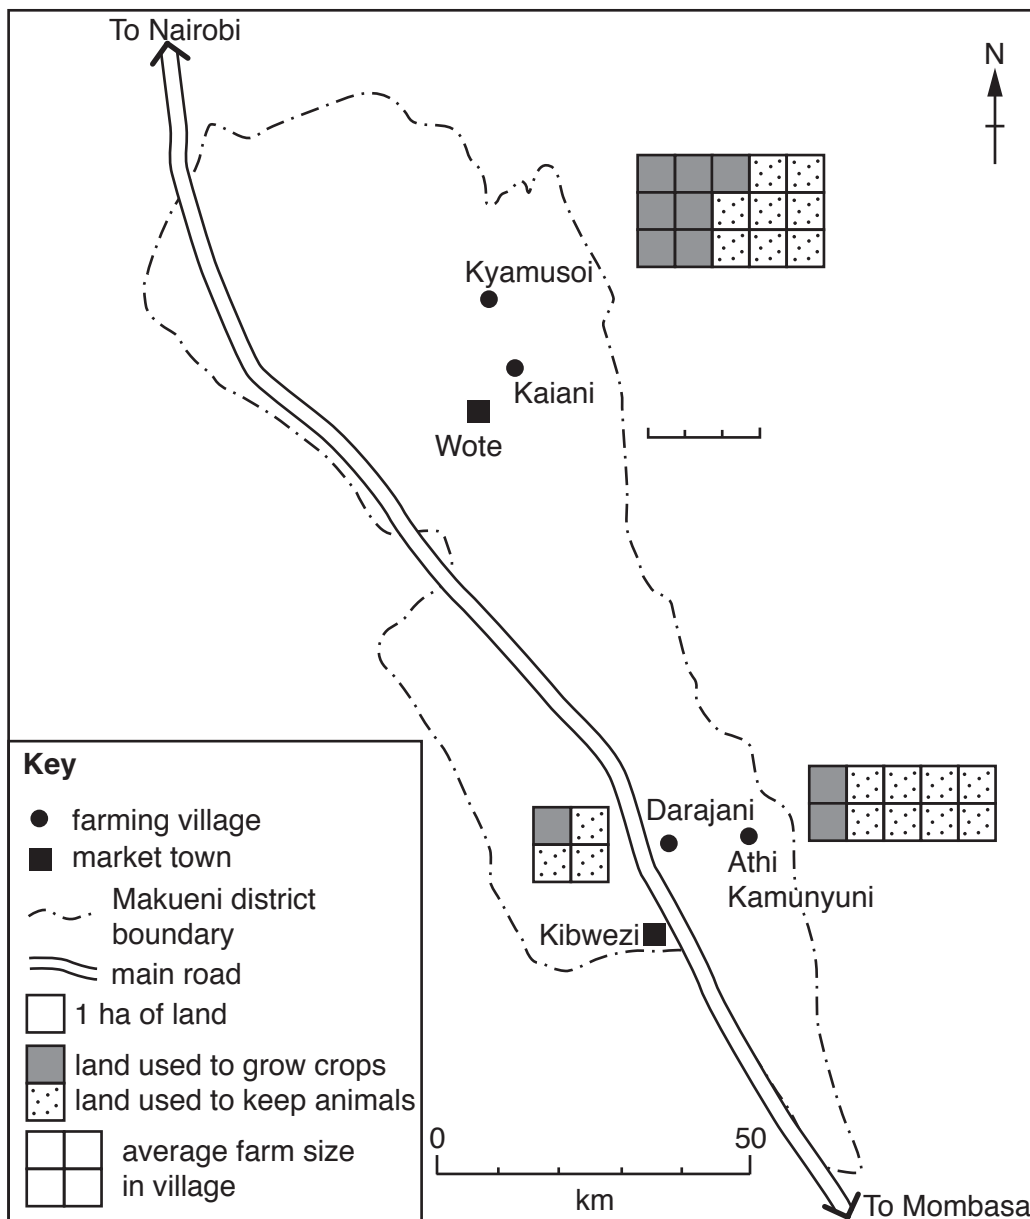 To Nairobi
N
Kyamusoi
Kaiani
Wote
Darajani
Athi
Kamunyuni
Kibwezi
Key
farming village
market town
Makueni district
boundary
main road
1 ha of land
land used to grow crops
land used to keep animals
average farm size
in village
0 50
km
To Mombasa